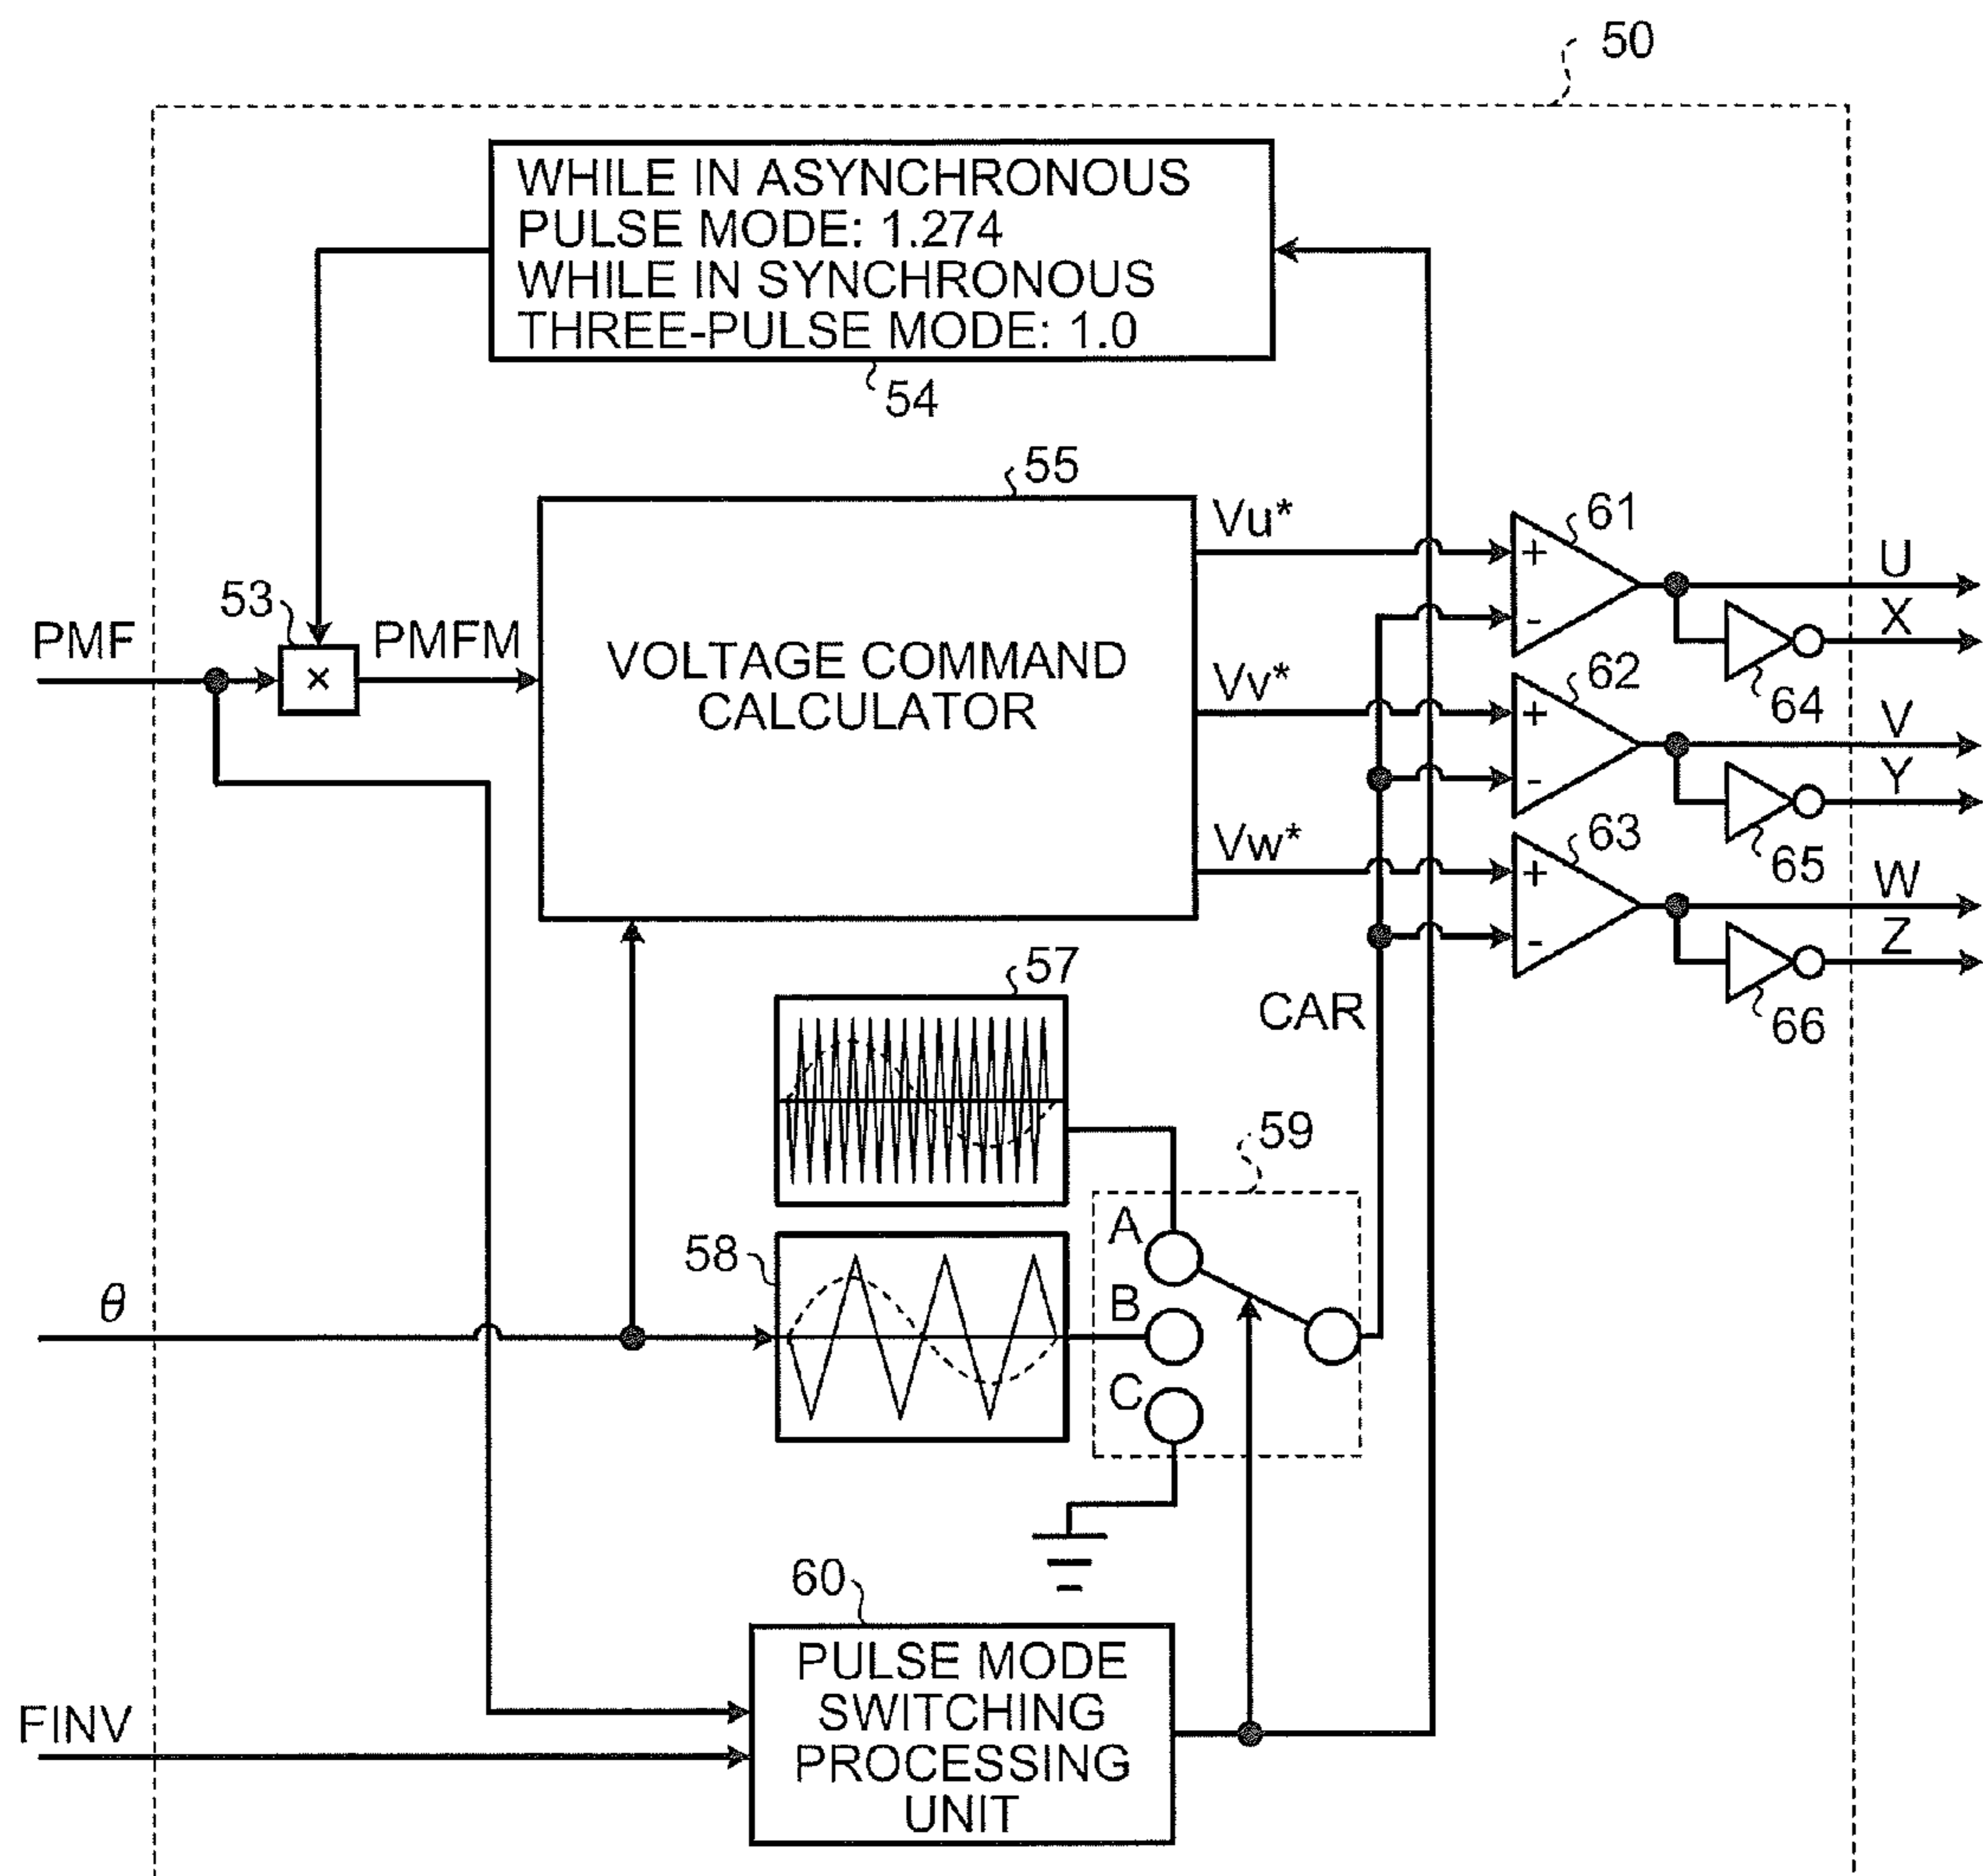 50
WHILE IN ASYNCHRONOUS
PULSE MODE: 1.274
WHILE IN SYNCHRONOUS
THREE-PULSE MODE: 1.0
54
55
Vu*
61
+
-
U
X
64
53
PMF
×
PMFM
VOLTAGE COMMAND
CALCULATOR
Vv*
62
+
-
V
Y
65
Vw*
63
+
-
W
Z
66
57
CAR
59
58
A
B
C
θ
60
PULSE MODE
SWITCHING
PROCESSING
UNIT
FINV